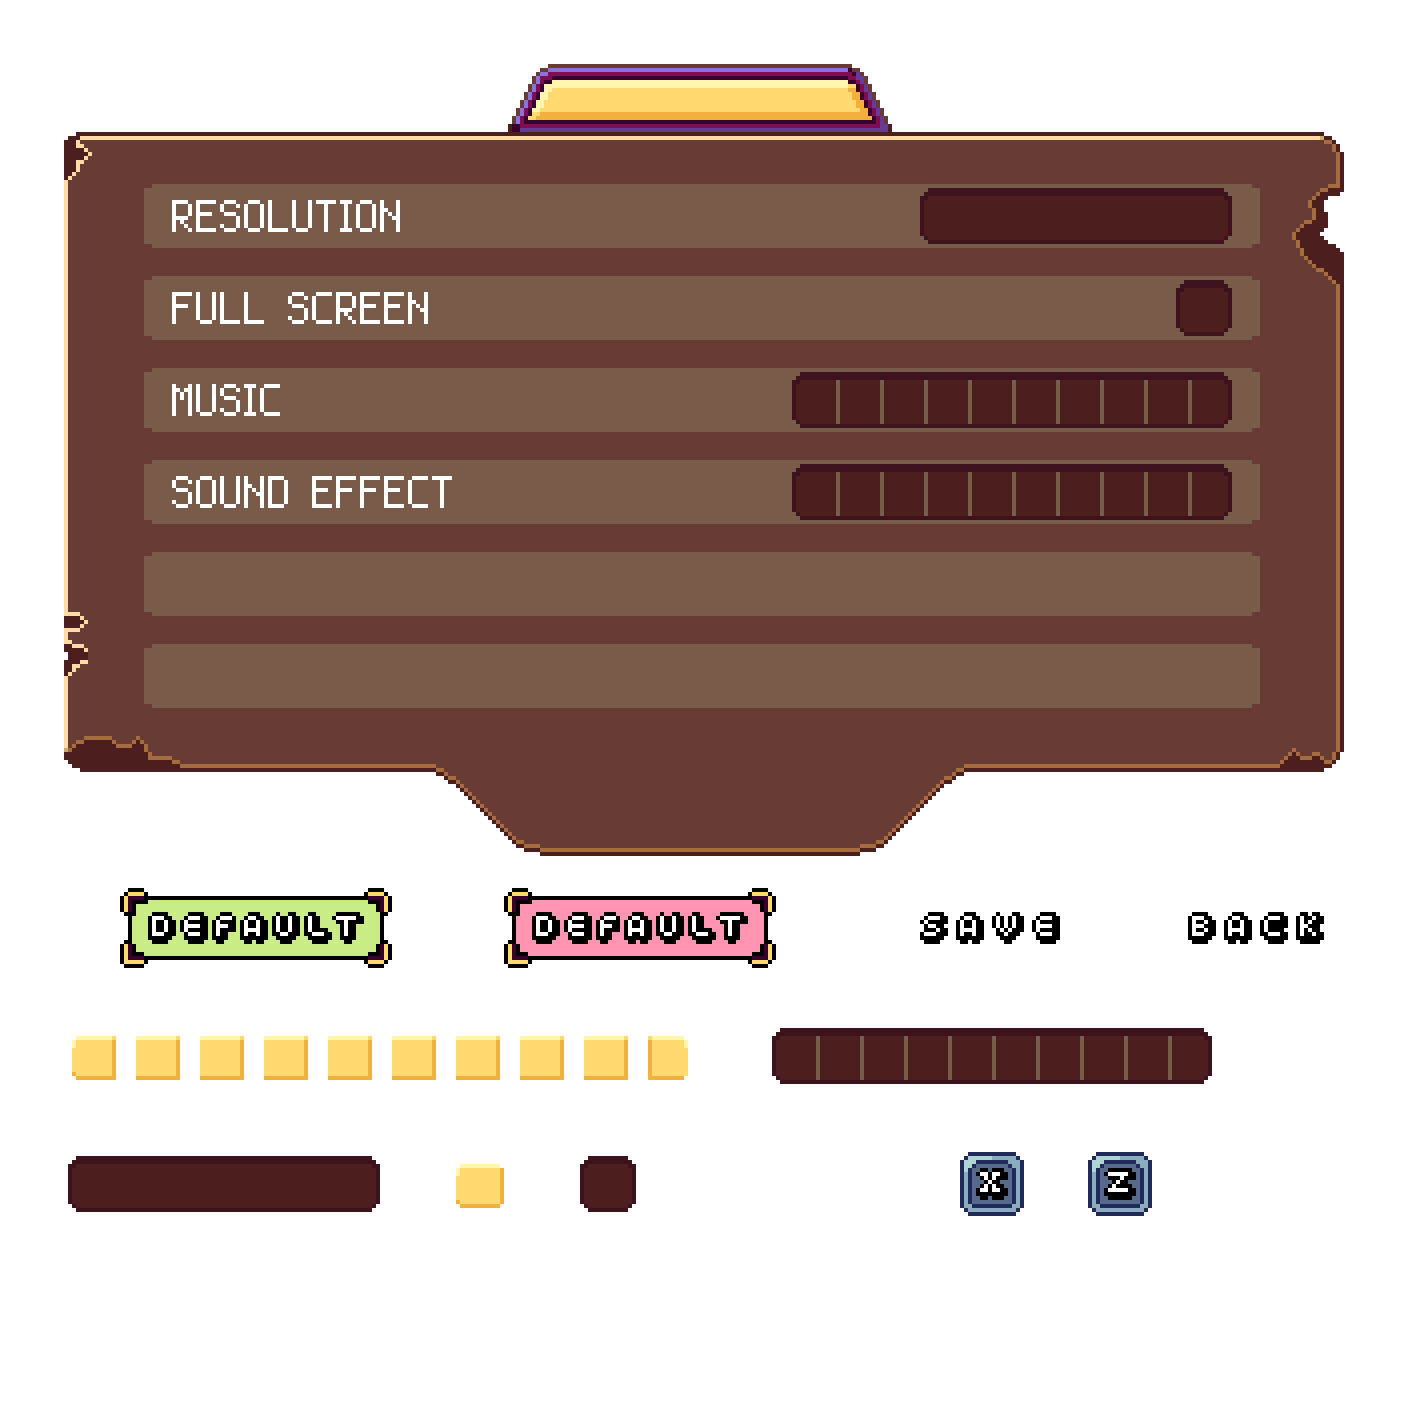 RESOLUTION
FULL SCREEN
MUSIC
SOUND EFFECT
DEFAULT DEFAULT SAVE BACK
X Z